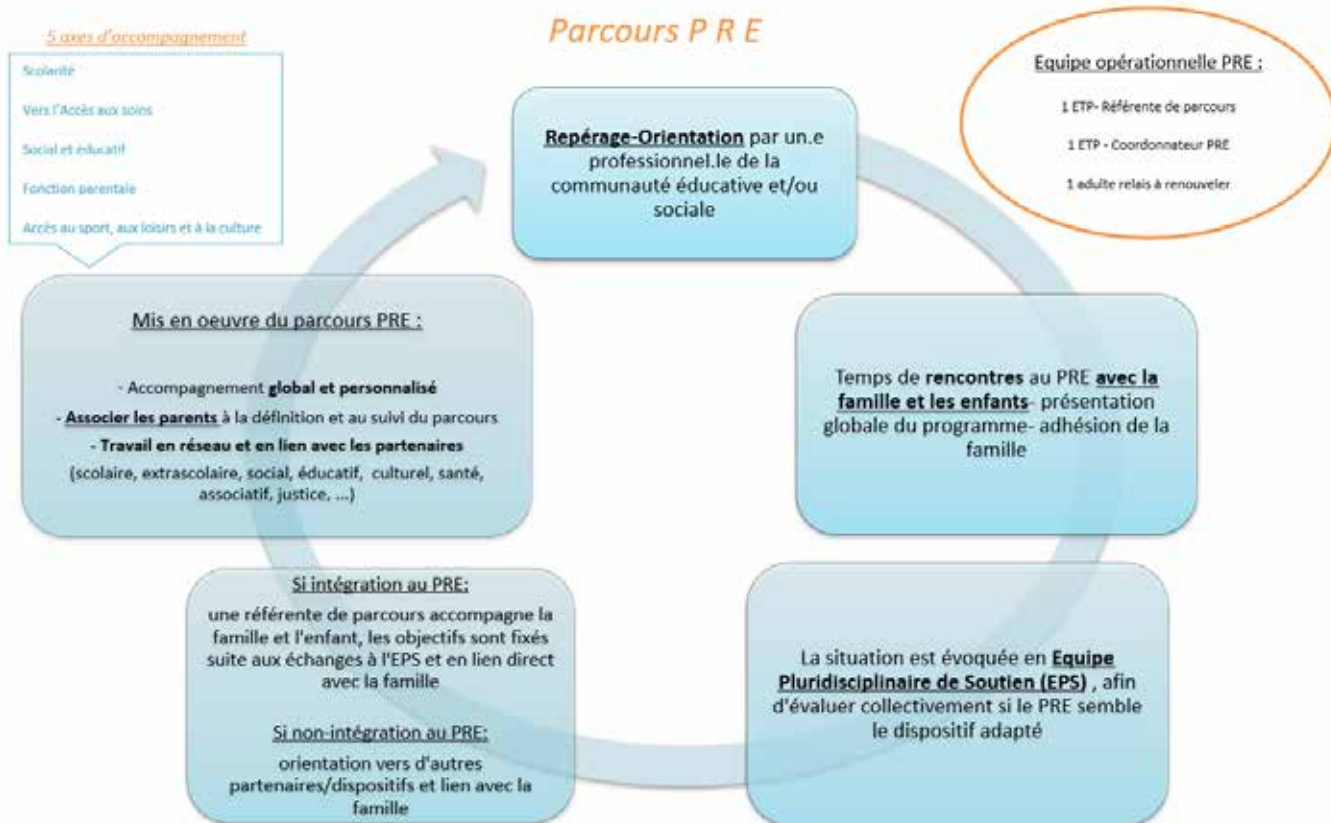 Parcours P R E
5 axes d'accompagnement
Scolarité
Vers l'Accès aux soins
Social et éducatif
Fonction parentale
Accès au sport, aux loisirs et à la culture
Equipe opérationnelle PRE :
1 ETP- Référente de parcours
1 ETP - Coordonnateur PRE
1 adulte relais à renouveler
Repérage-Orientation par un.e
professionnel.le de la
communauté éducative et/ou
sociale
Temps de rencontres au PRE avec la
famille et les enfants- présentation
globale du programme- adhésion de la
famille
La situation est évoquée en Equipe
Pluridisciplinaire de Soutien (EPS) , afin
d'évaluer collectivement si le PRE semble
le dispositif adapté
Si intégration au PRE:
une référente de parcours accompagne la
famille et l'enfant, les objectifs sont fixés
suite aux échanges à l'EPS et en lien direct
avec la famille
Si non-intégration au PRE:
orientation vers d'autres
partenaires/dispositifs et lien avec la
famille
Mis en oeuvre du parcours PRE :
- Accompagnement global et personnalisé
- Associer les parents à la définition et au suivi du parcours
- Travail en réseau et en lien avec les partenaires
(scolaire, extrascolaire, social, éducatif, culturel, santé,
associatif, justice, ...)